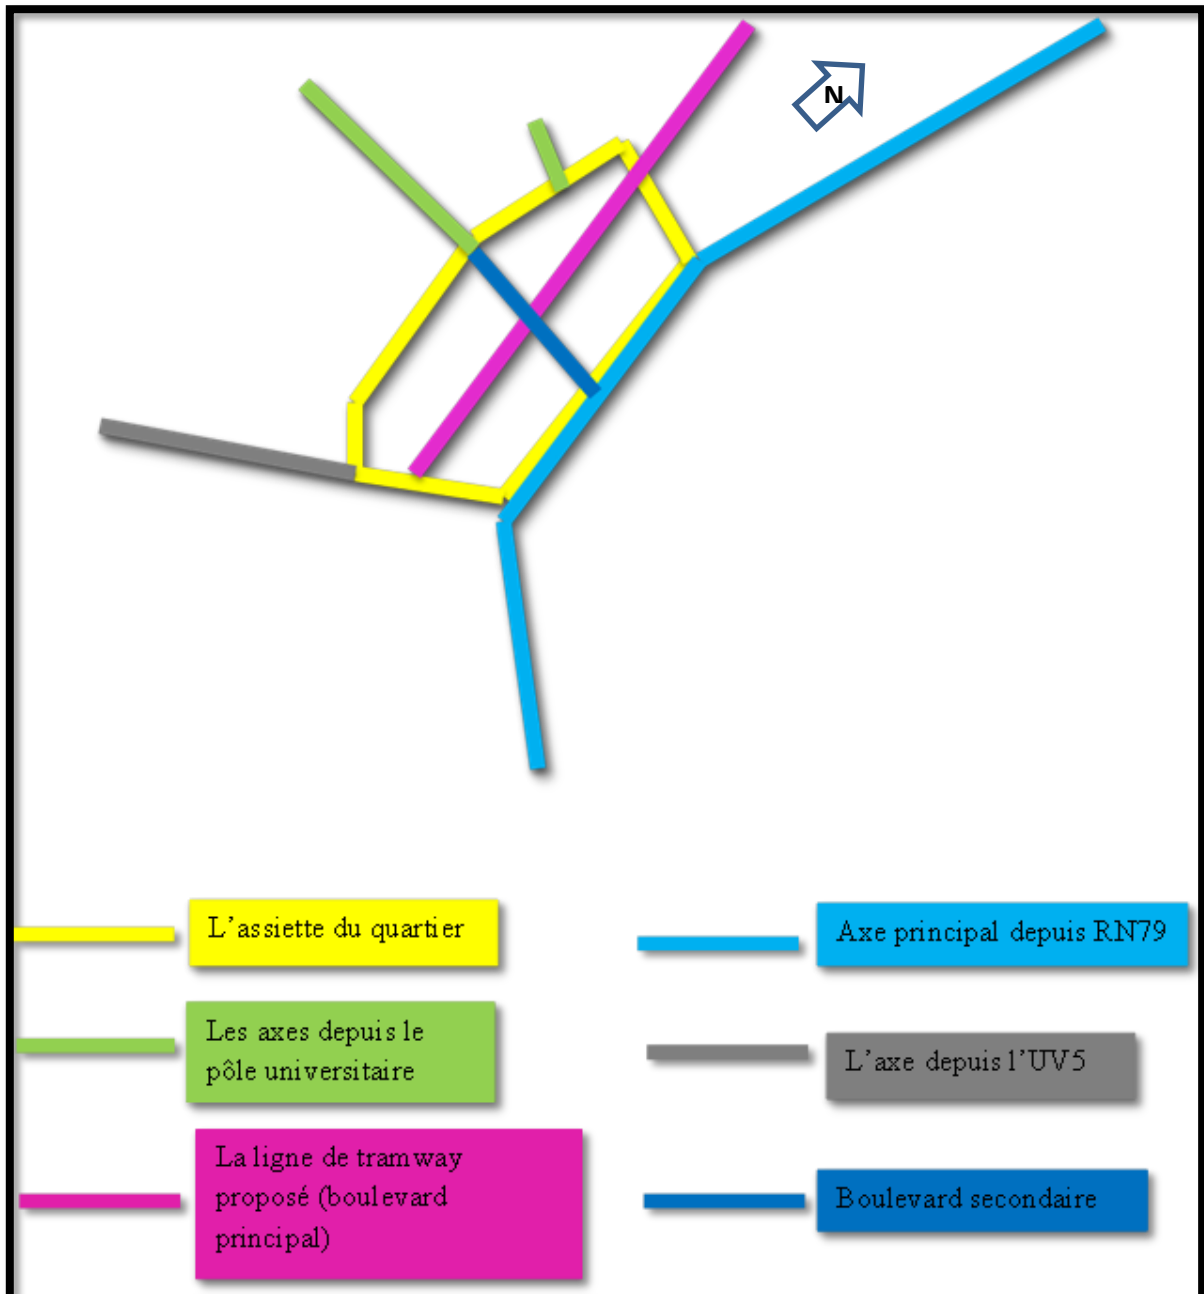 N
L'assiette du quartier
Axe principal depuis RN79
Les axes depuis le
pôle universitaire
L'axe depuis l'UV5
La ligne de tramway
proposé (boulevard
principal)
Boulevard secondaire